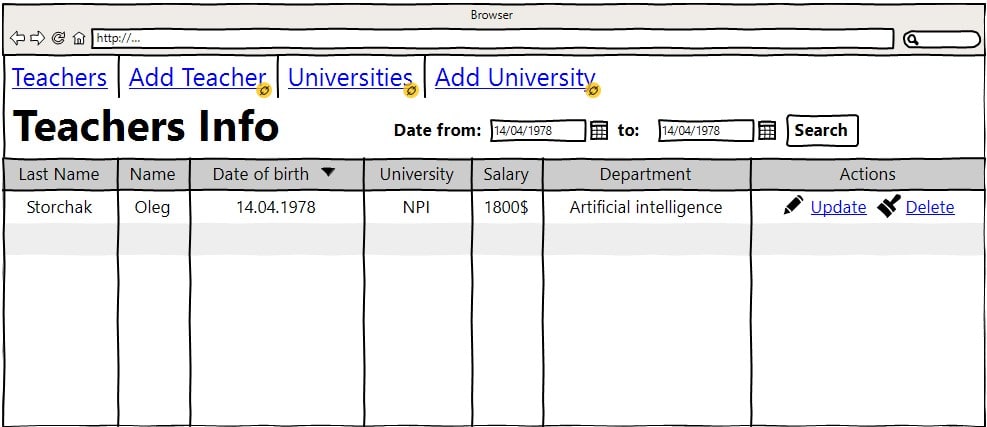 Browser
http://...
Teachers Add Teacher Universities Add University
Teachers Info Date from: 14/04/1978 to: 14/04/1978 Search
Last Name Name Date of birth University Salary Department Actions
Storchak Oleg 14.04.1978 NPI 1800$ Artificial intelligence Update Delete